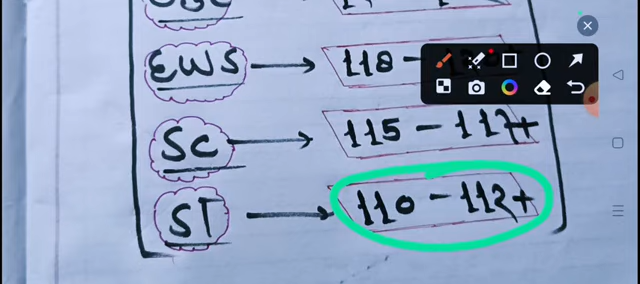 EWS → 118 -
SC → 115 - 117+
ST → 110 - 112+